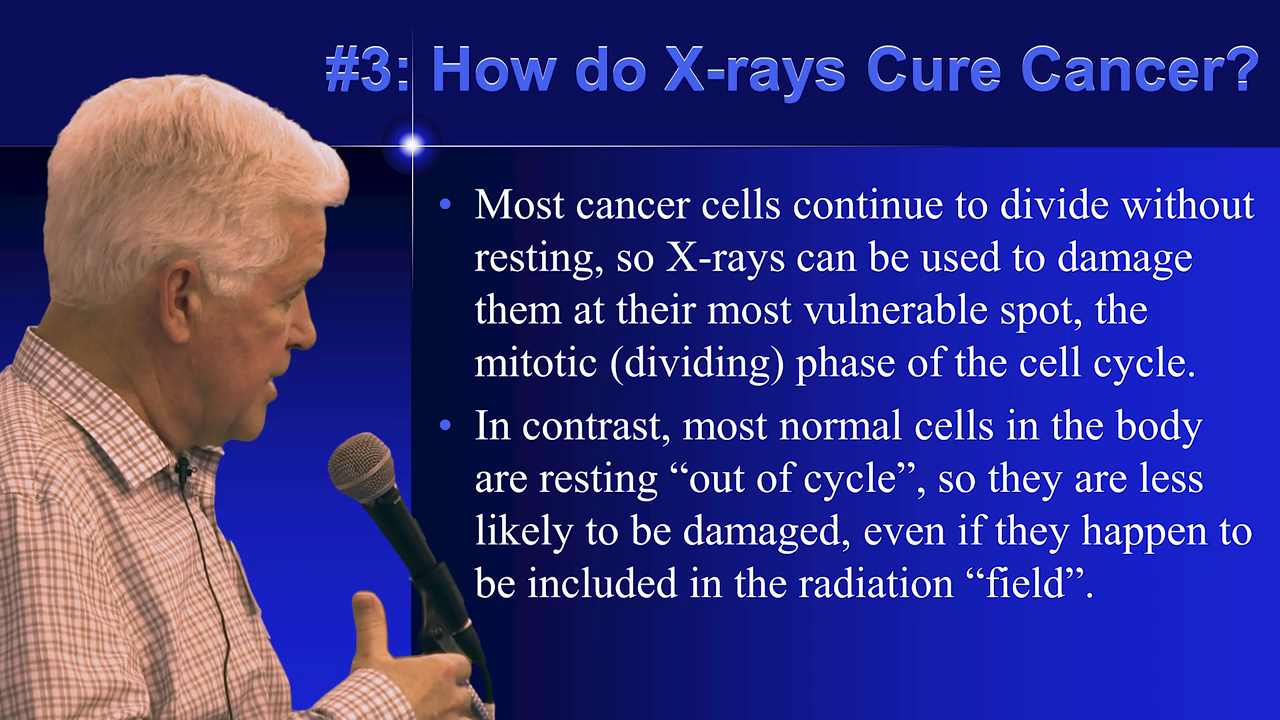 #3: How do X-rays Cure Cancer?
• Most cancer cells continue to divide without
resting, so X-rays can be used to damage
them at their most vulnerable spot, the
mitotic (dividing) phase of the cell cycle.
• In contrast, most normal cells in the body
are resting “out of cycle”, so they are less
likely to be damaged, even if they happen to
be included in the radiation “field”.